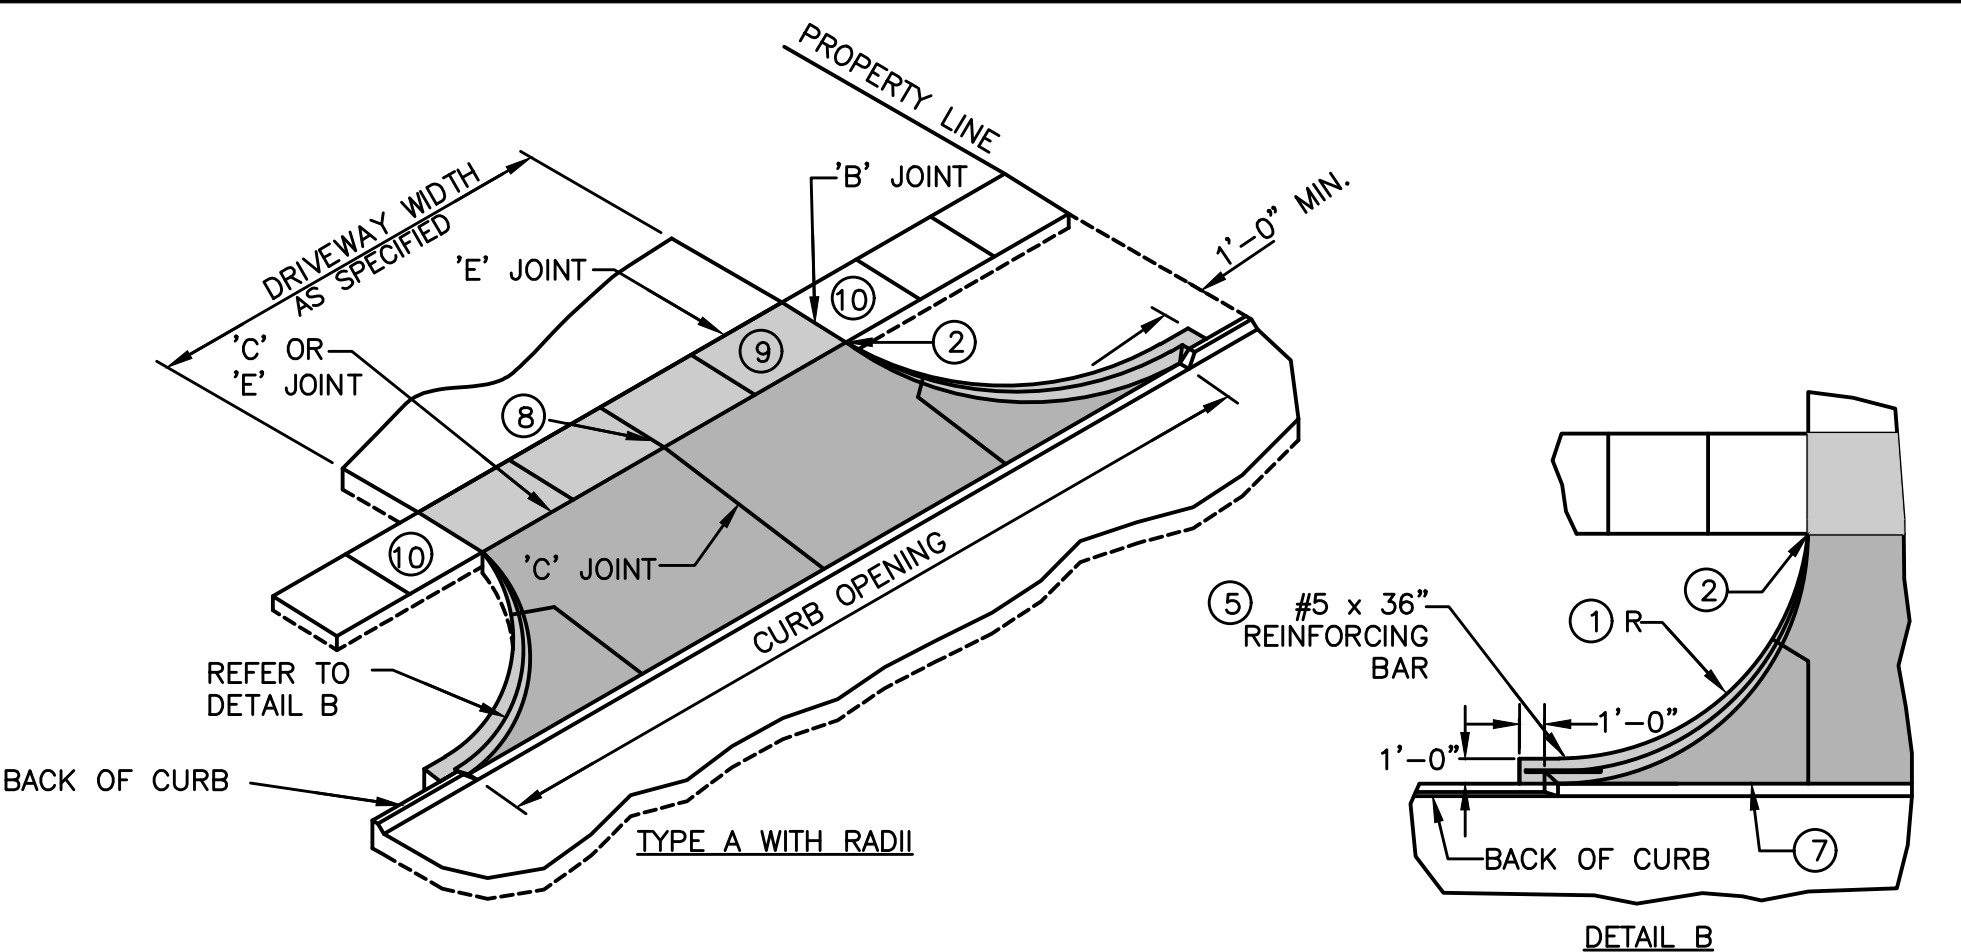 PROPERTY LINE
'B' JOINT
1'-0" MIN.
DRIVEWAY WIDTH
AS SPECIFIED
'E' JOINT
10
2
9
'C' OR
'E' JOINT
8
10
'C' JOINT
CURB OPENING
REFER TO
DETAIL B
BACK OF CURB
TYPE A WITH RADII
2
5 #5 x 36"
REINFORCING
BAR
1 R
1'-0"
1'-0"
BACK OF CURB
7
DETAIL B